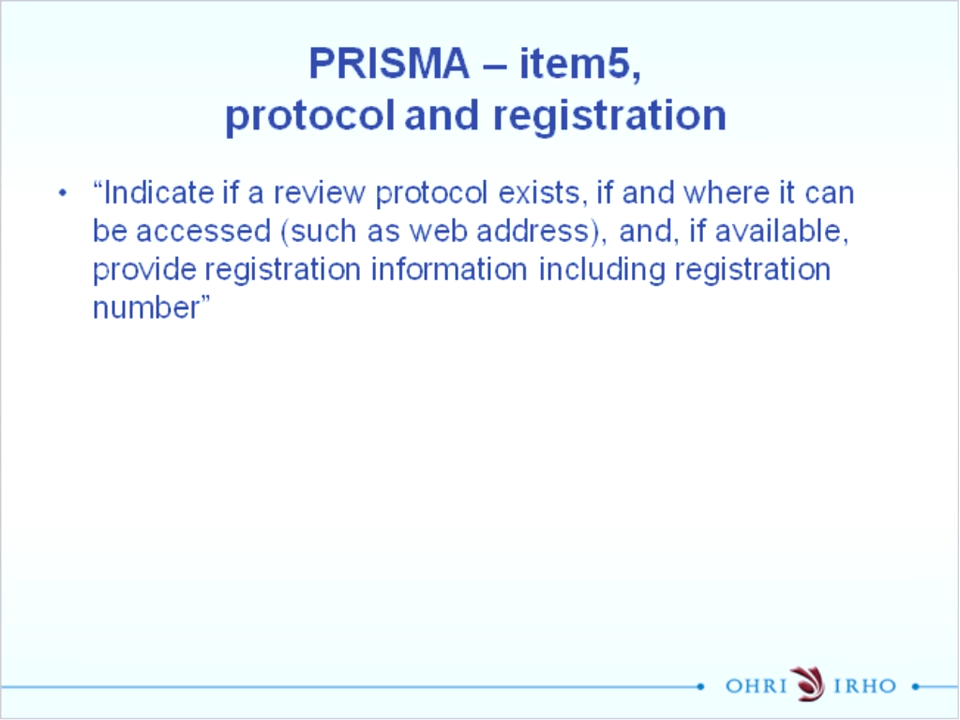 PRISMA – item5,
protocol and registration
• “Indicate if a review protocol exists, if and where it can
be accessed (such as web address), and, if available,
provide registration information including registration
number”
OHRI IRHO